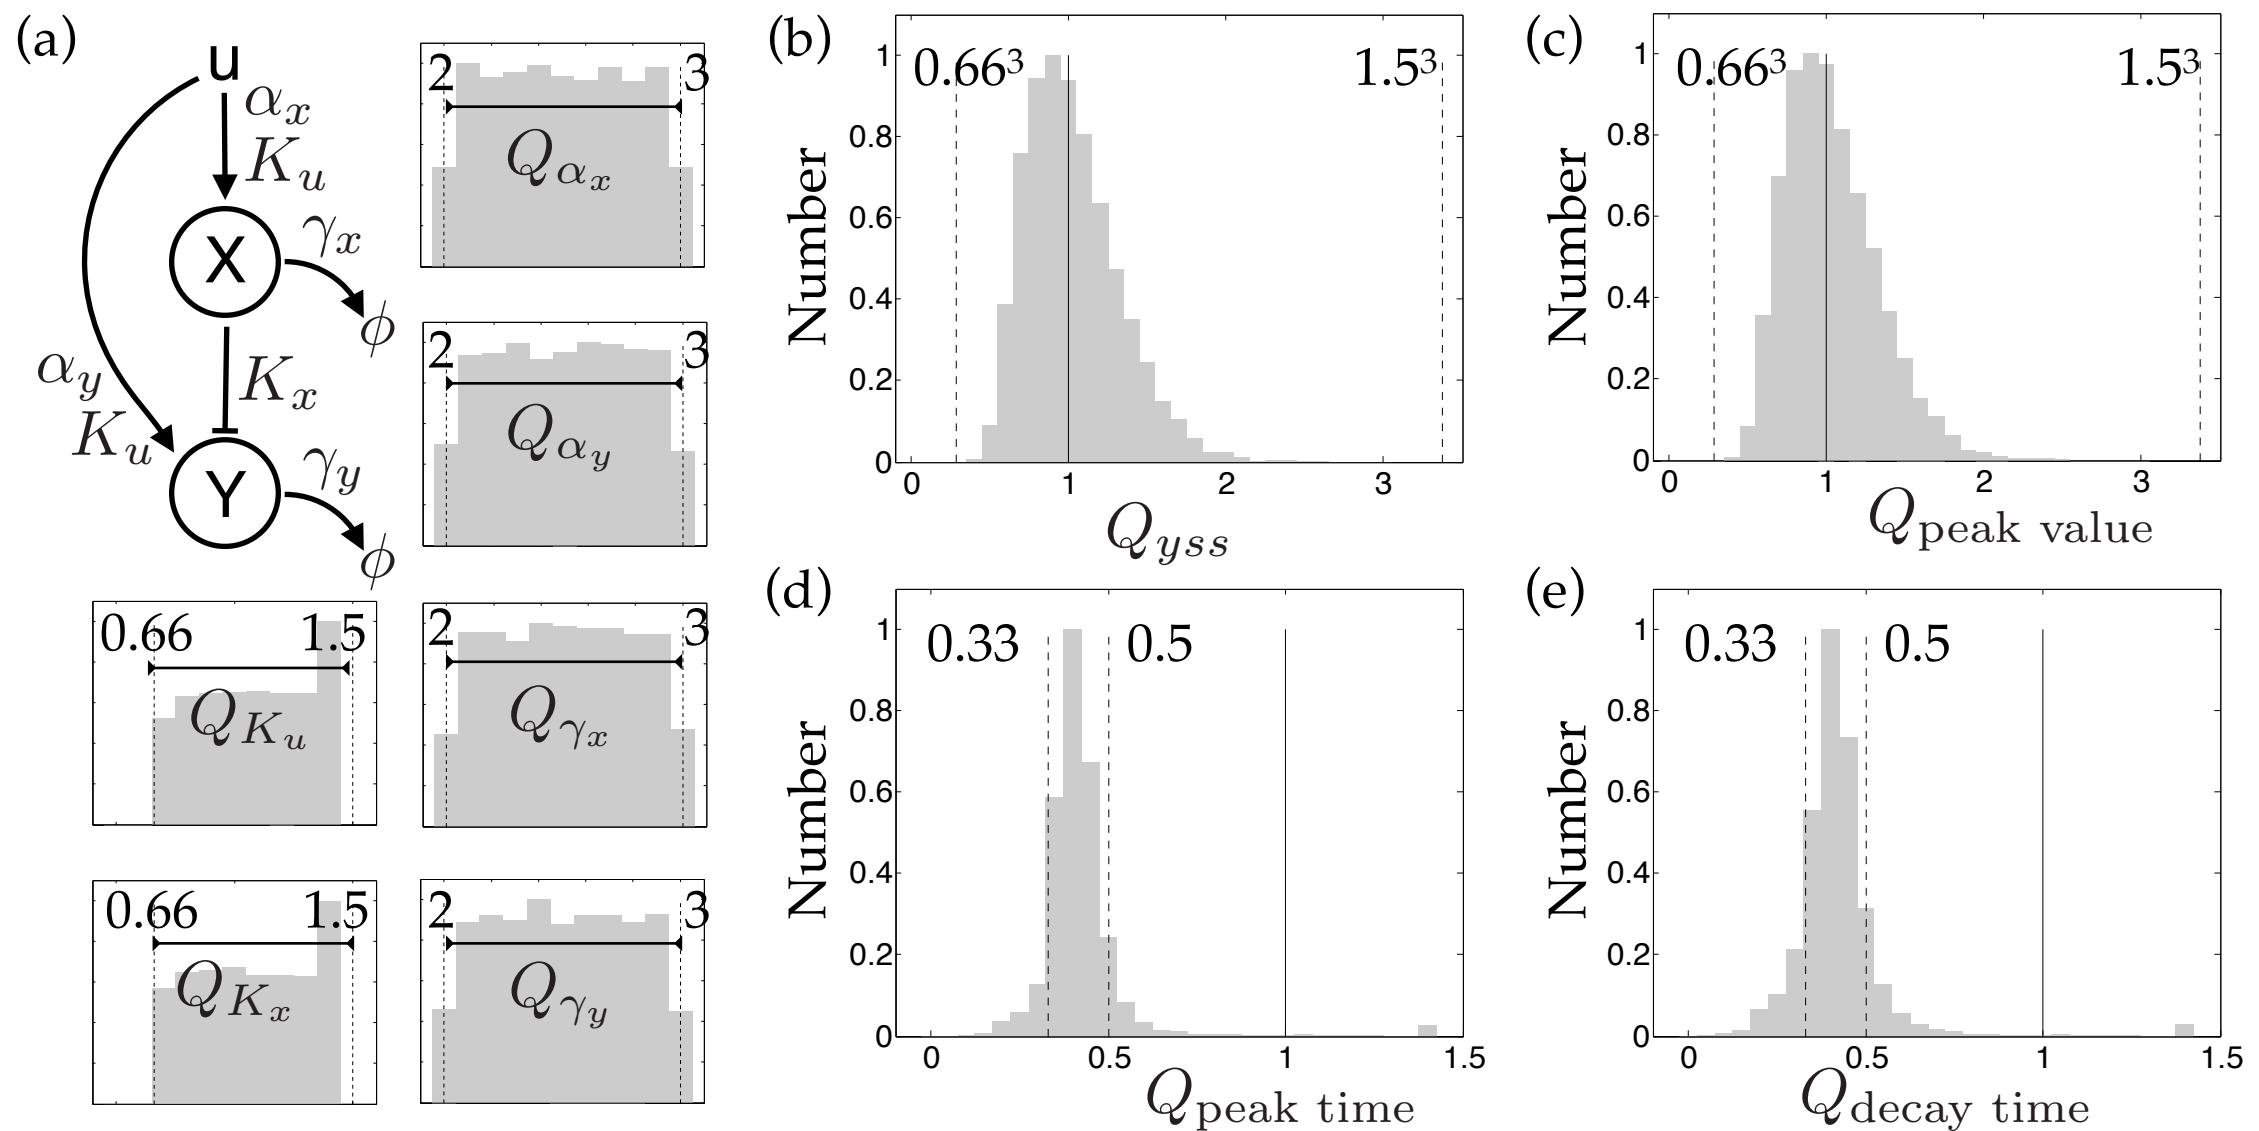 (a)
u
αx
Ku
X
γx
ϕ
αy
Ku
Kx
Y
γy
ϕ
2 3
Qαx
2 3
Qαy
0.66 1.5
QKu
2 3
Qγx
0.66 1.5
QKx
2 3
Qγy
(b)
0.66³ 1.5³
Number
1
0.8
0.6
0.4
0.2
0
0 1 2 3
Qyss
(c)
0.66³ 1.5³
Number
1
0.8
0.6
0.4
0.2
0
0 1 2 3
Qpeak value
(d)
0.33 0.5
Number
1
0.8
0.6
0.4
0.2
0
0 0.5 1 1.5
Qpeak time
(e)
0.33 0.5
Number
1
0.8
0.6
0.4
0.2
0
0 0.5 1 1.5
Qdecay time